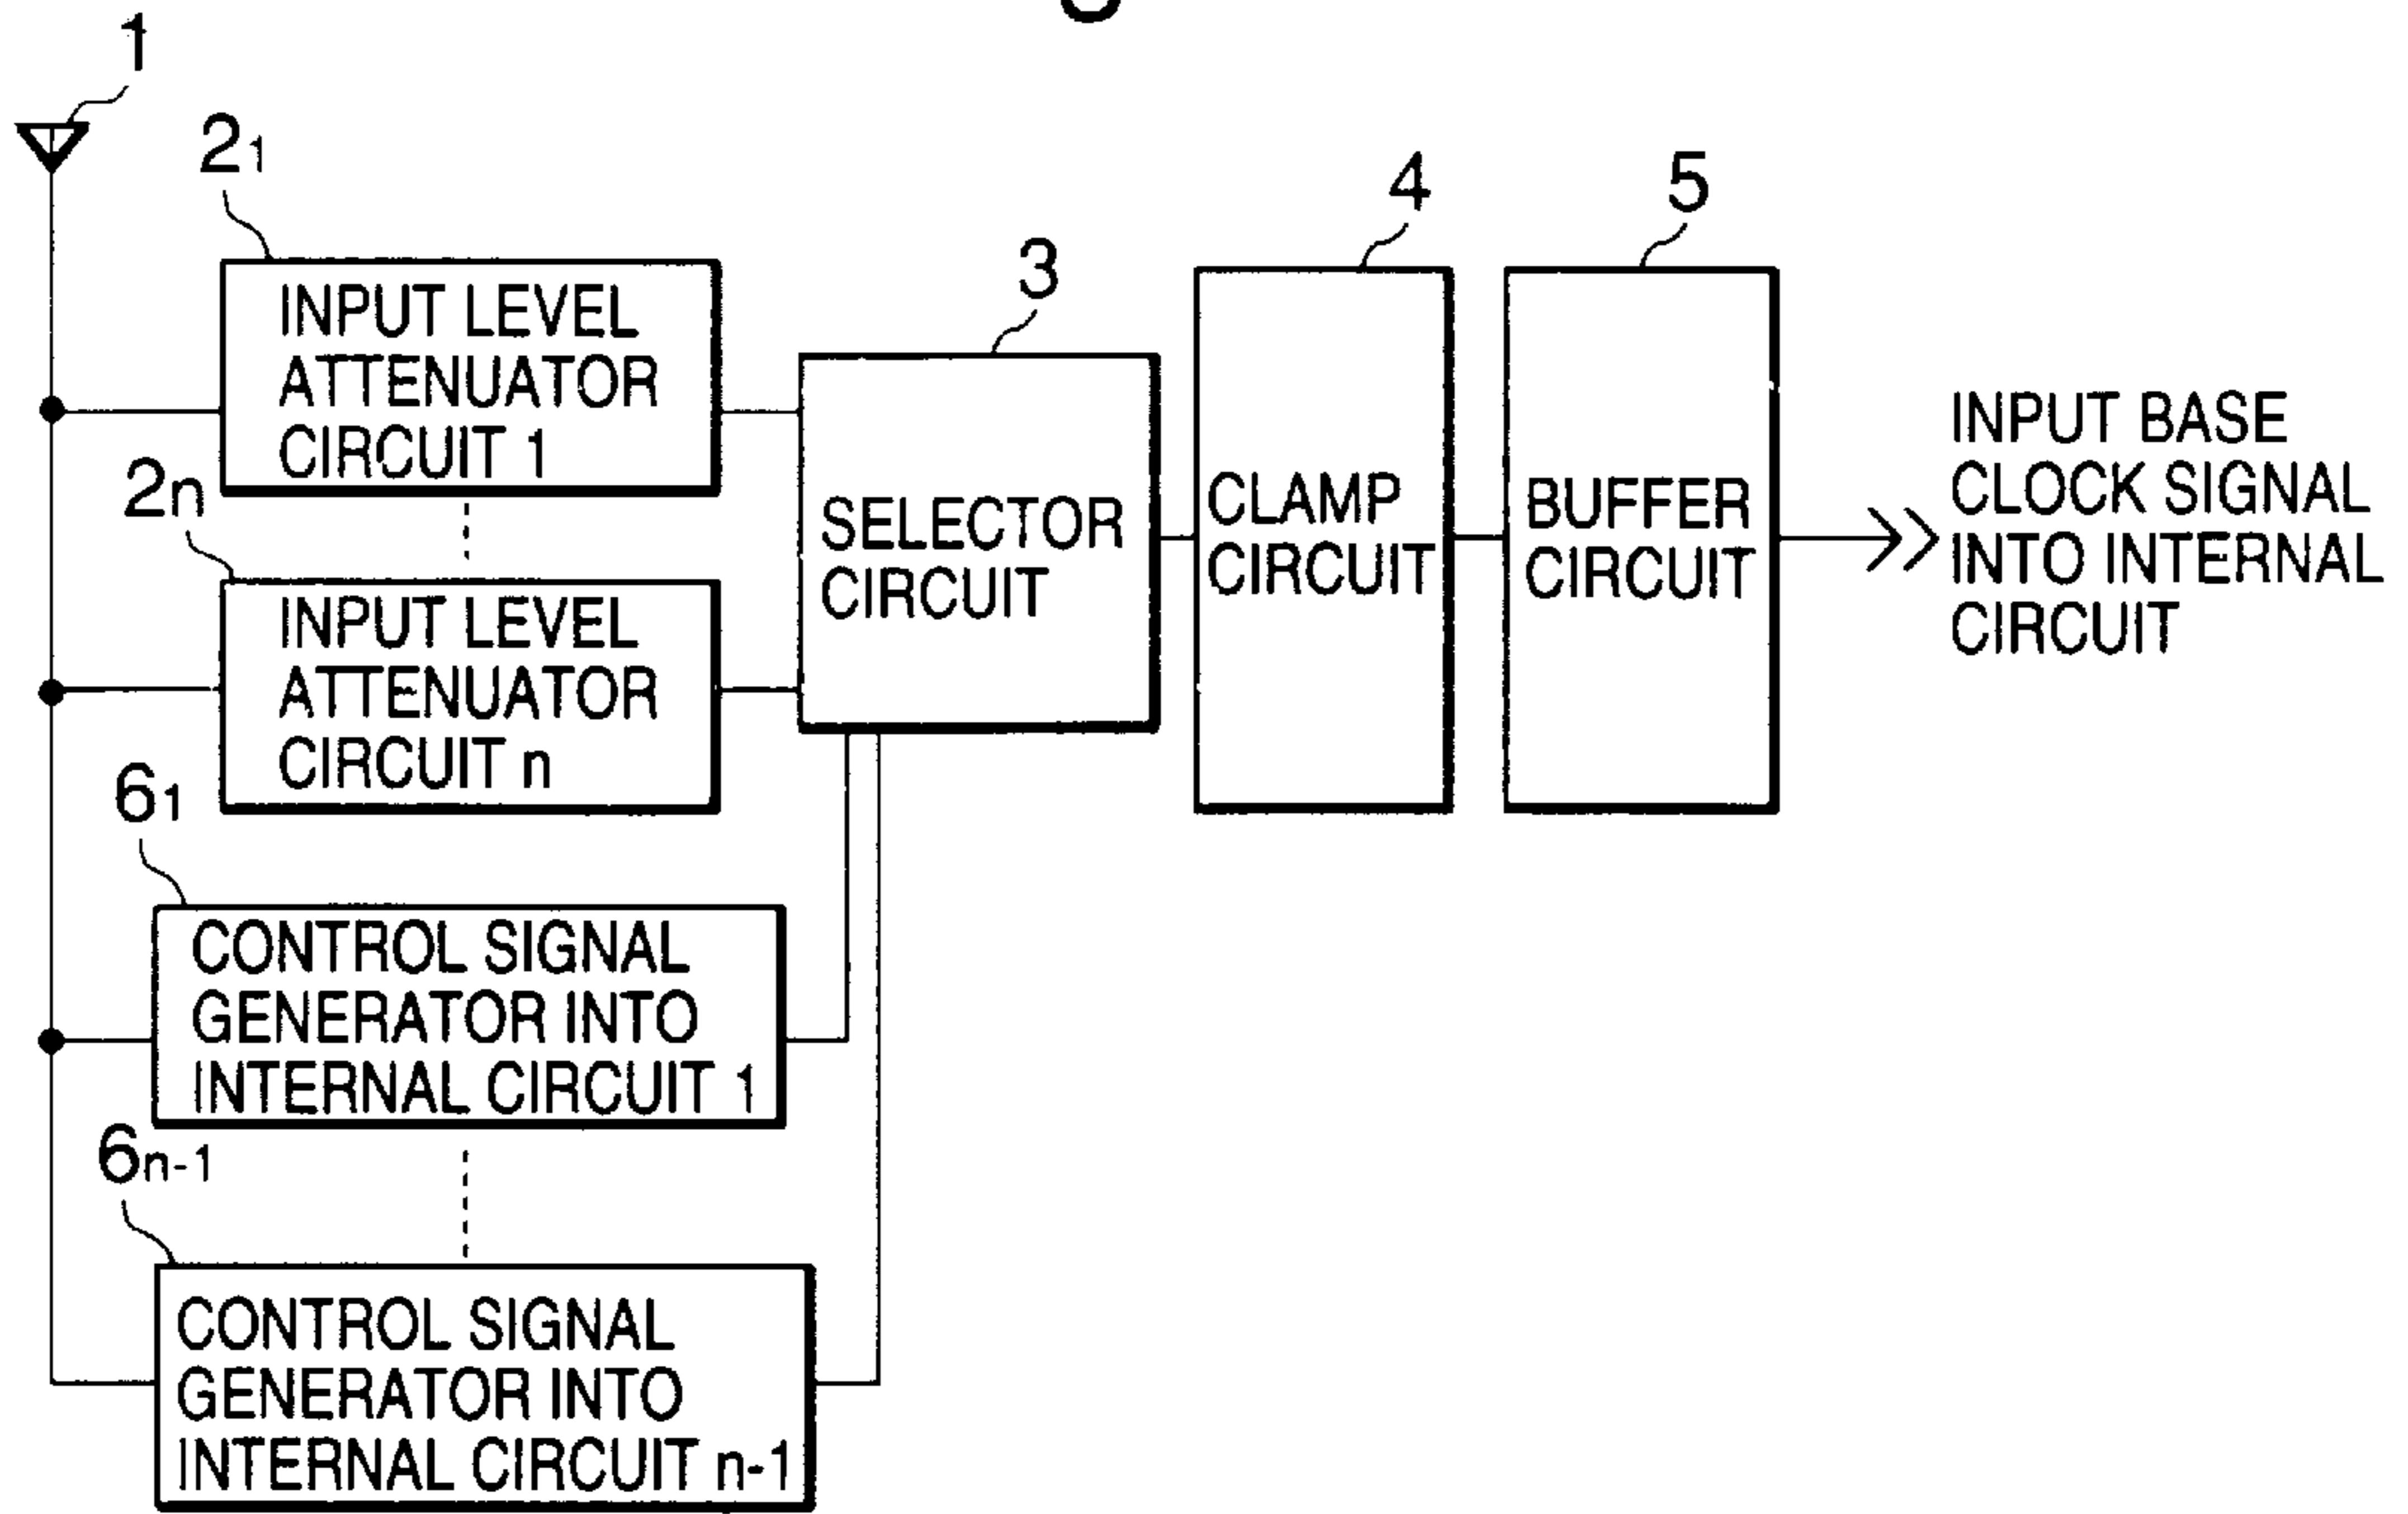 1
21
INPUT LEVEL
ATTENUATOR
CIRCUIT 1
2n
INPUT LEVEL
ATTENUATOR
CIRCUIT n
3
SELECTOR
CIRCUIT
4
CLAMP
CIRCUIT
5
BUFFER
CIRCUIT
INPUT BASE
CLOCK SIGNAL
INTO INTERNAL
CIRCUIT
61
CONTROL SIGNAL
GENERATOR INTO
INTERNAL CIRCUIT 1
6n-1
CONTROL SIGNAL
GENERATOR INTO
INTERNAL CIRCUIT n-1